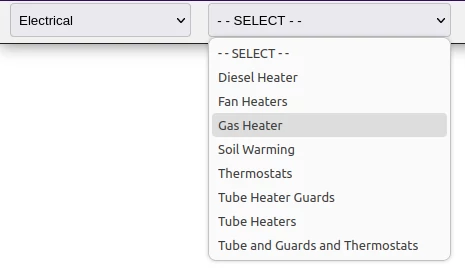 Electrical
- - SELECT - -
- - SELECT - -
Diesel Heater
Fan Heaters
Gas Heater
Soil Warming
Thermostats
Tube Heater Guards
Tube Heaters
Tube and Guards and Thermostats